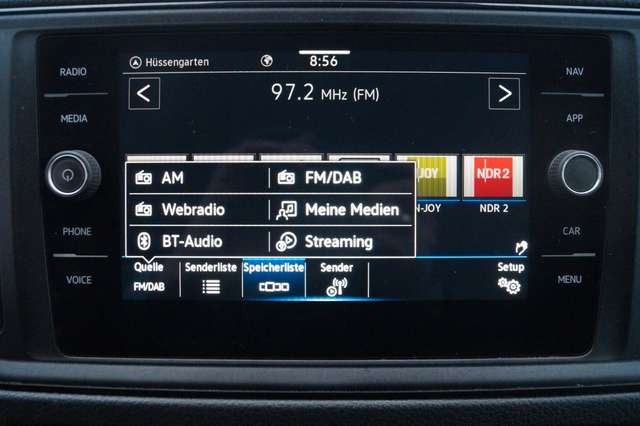 RADIO
MEDIA
PHONE
VOICE
Hüssengarten
8:56
97.2 MHz (FM)
AM
FM/DAB
Webradio
Meine Medien
BT-Audio
Streaming
JOY
N-JOY
NDR 2
NDR 2
Quelle
FM/DAB
Senderliste
Speicherliste
Sender
Setup
NAV
APP
CAR
MENU